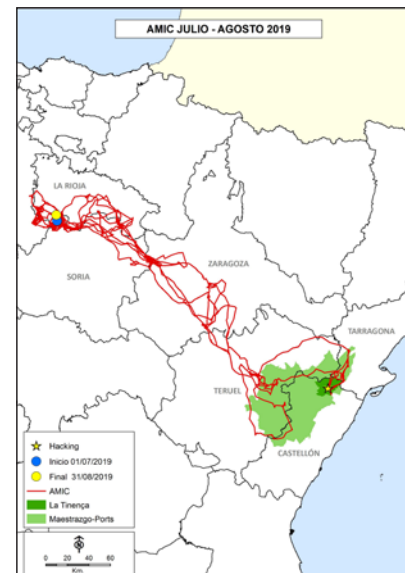 AMIC JULIO - AGOSTO 2019
LA RIOJA
SORIA
ZARAGOZA
TARRAGONA
TERUEL
CASTELLÓN
Hacking
Inicio 01/07/2019
Final 31/08/2019
AMIC
La Tinença
Maestrazgo-Ports
N
0 20 40 60
Km.